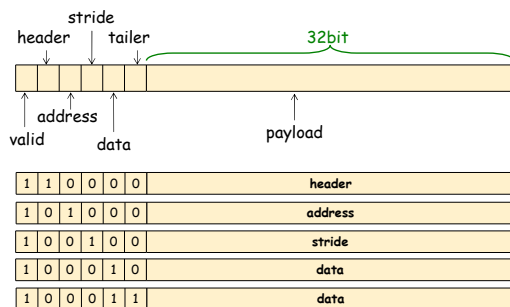 stride
header tailer 32bit
address
valid data payload
1 1 0 0 0 0 header
1 0 1 0 0 0 address
1 0 0 1 0 0 stride
1 0 0 0 1 0 data
1 0 0 0 1 1 data